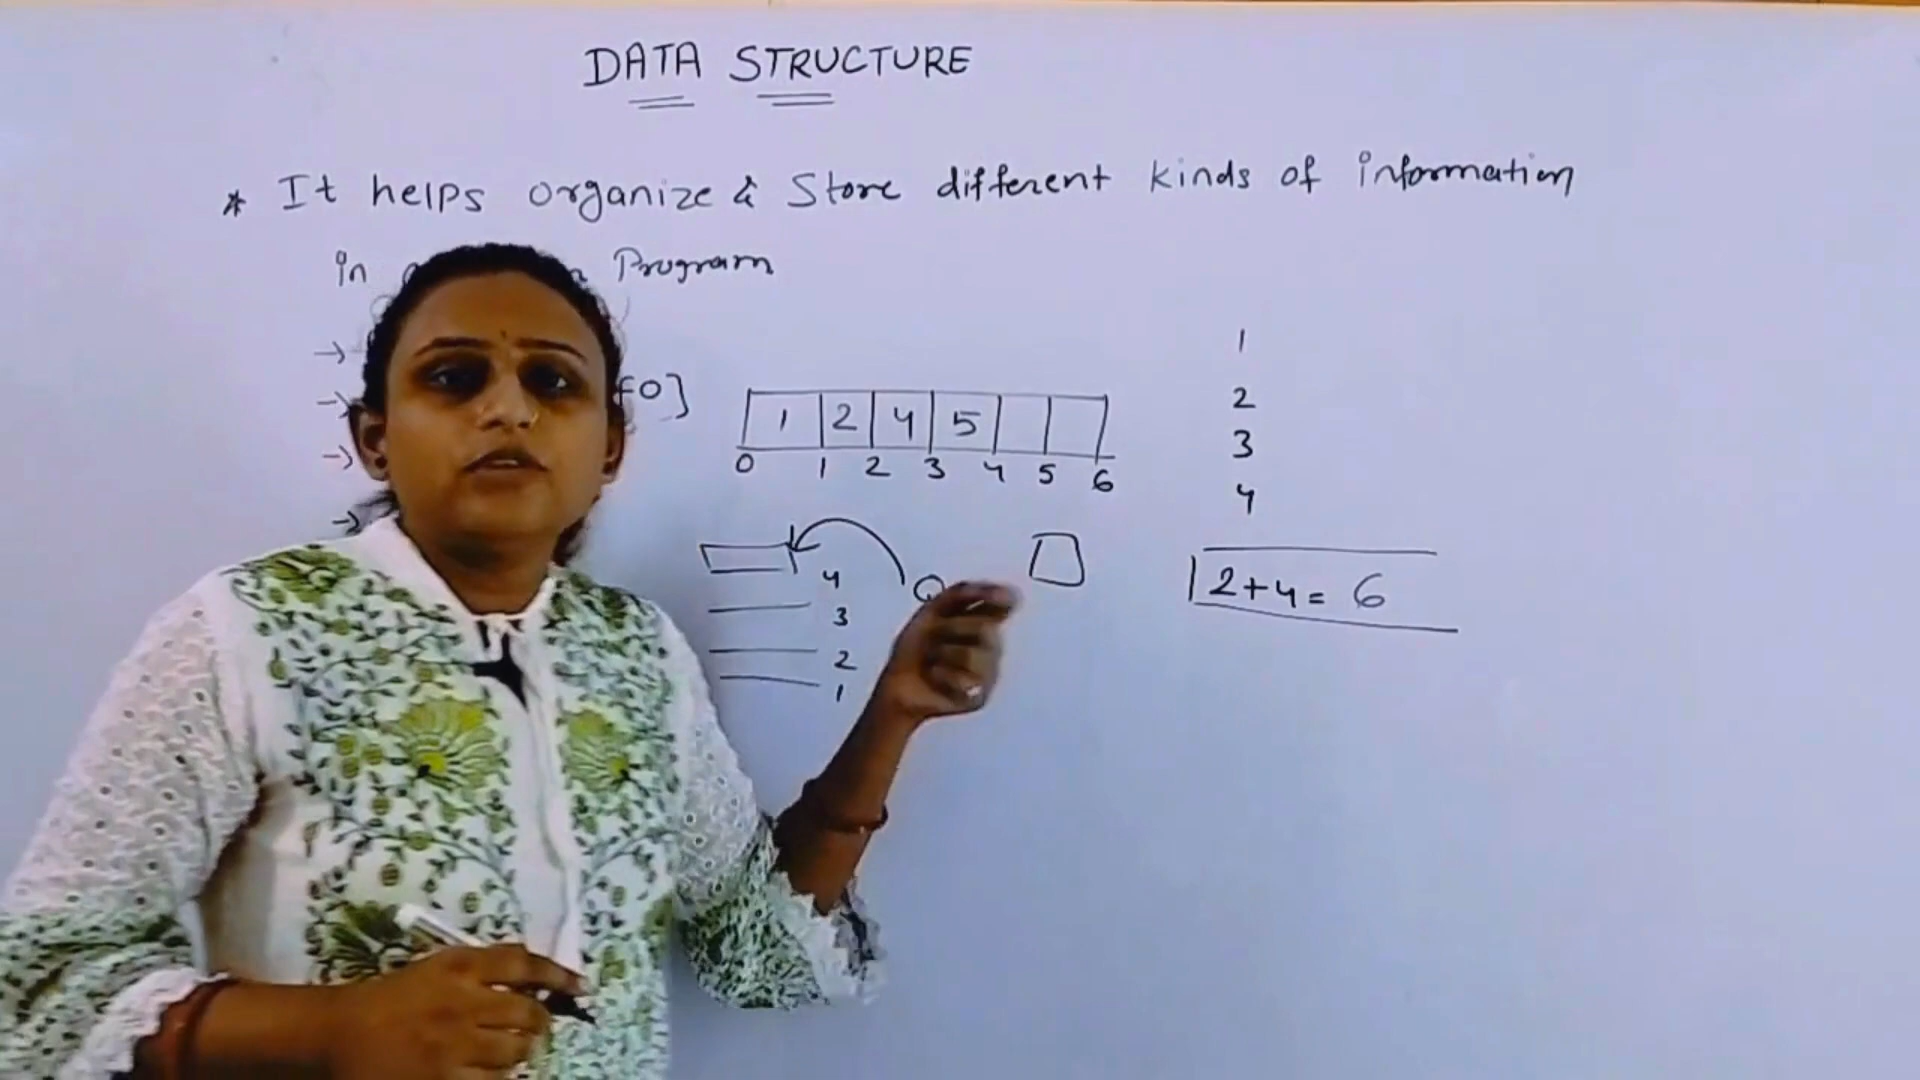 DATA STRUCTURE
* It helps organize & Store different kinds of information
in Program
→
→ FO]
→
→
1 2 4 5
0 1 2 3 4 5 6
4
3
2
1
1
2
3
4
2+4= 6